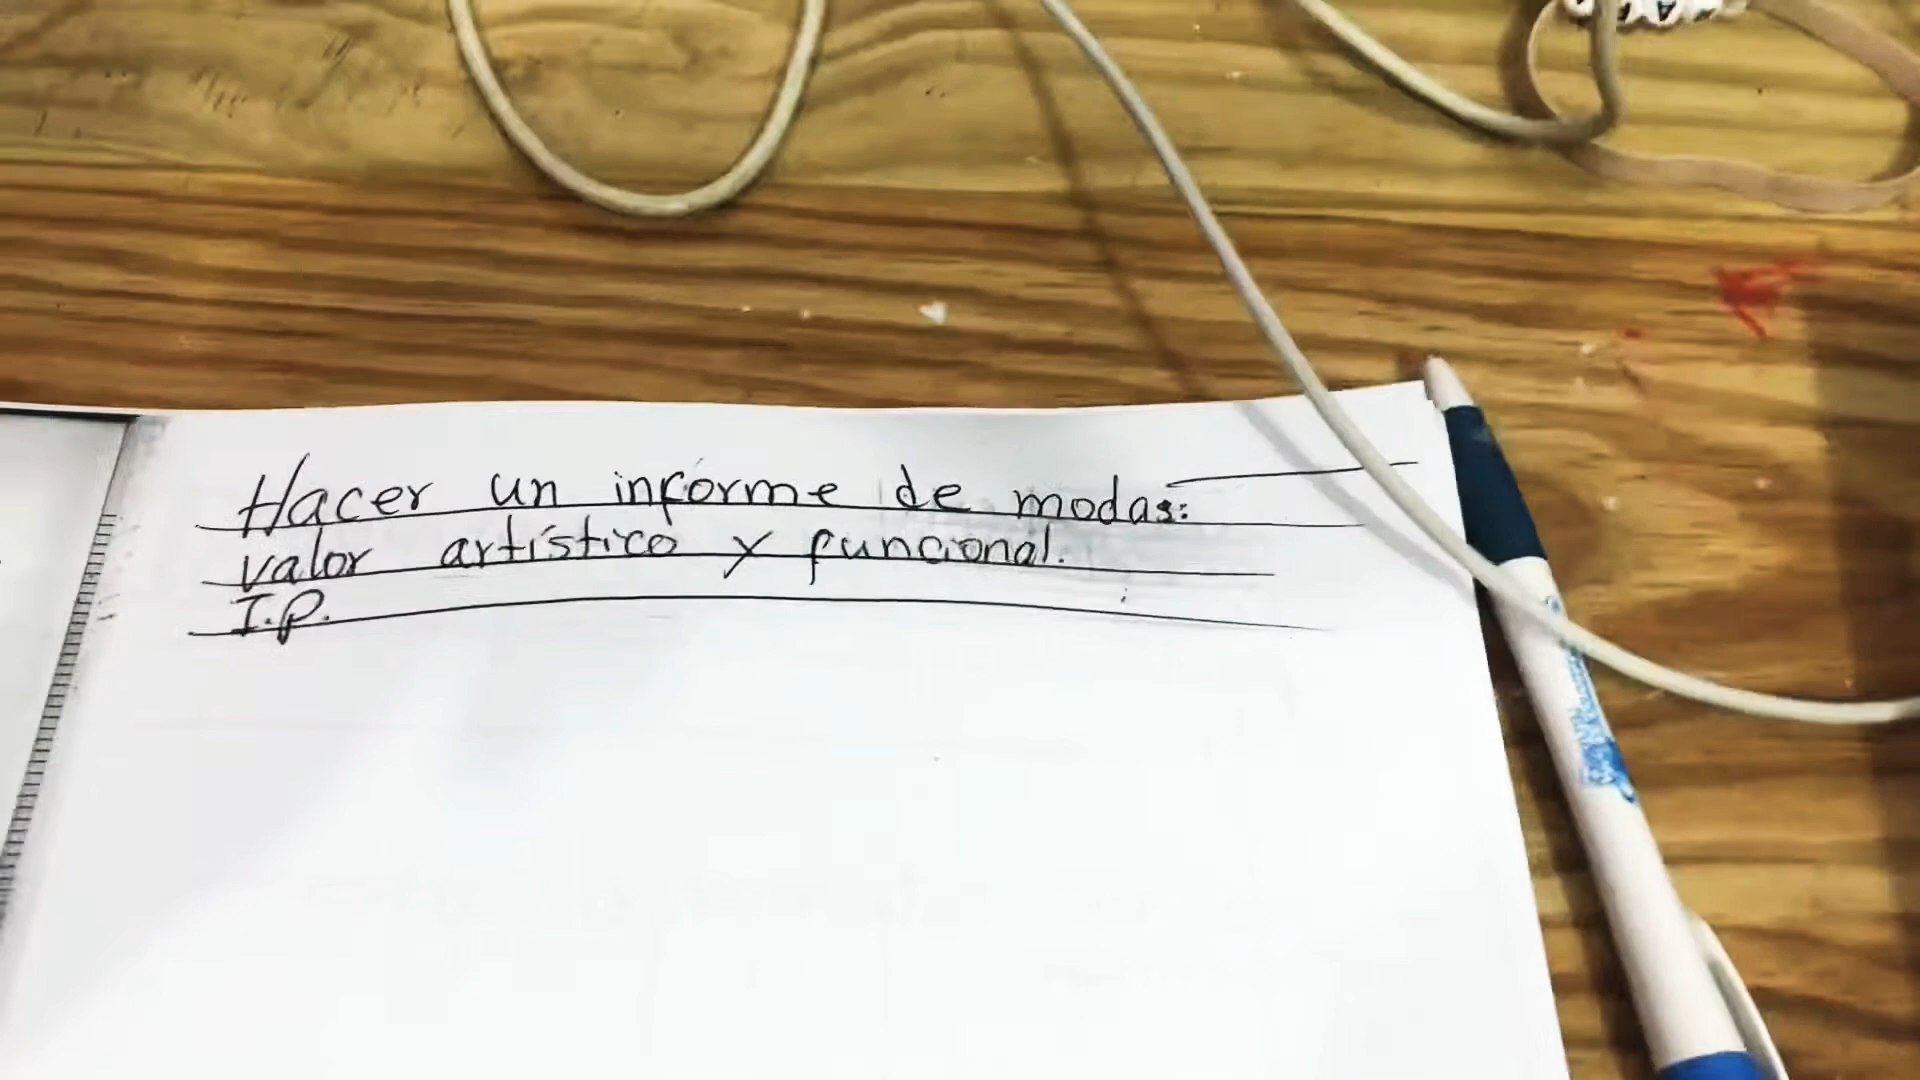 Hacer un informe de modas:
valor artístico y funcional.
I.P.